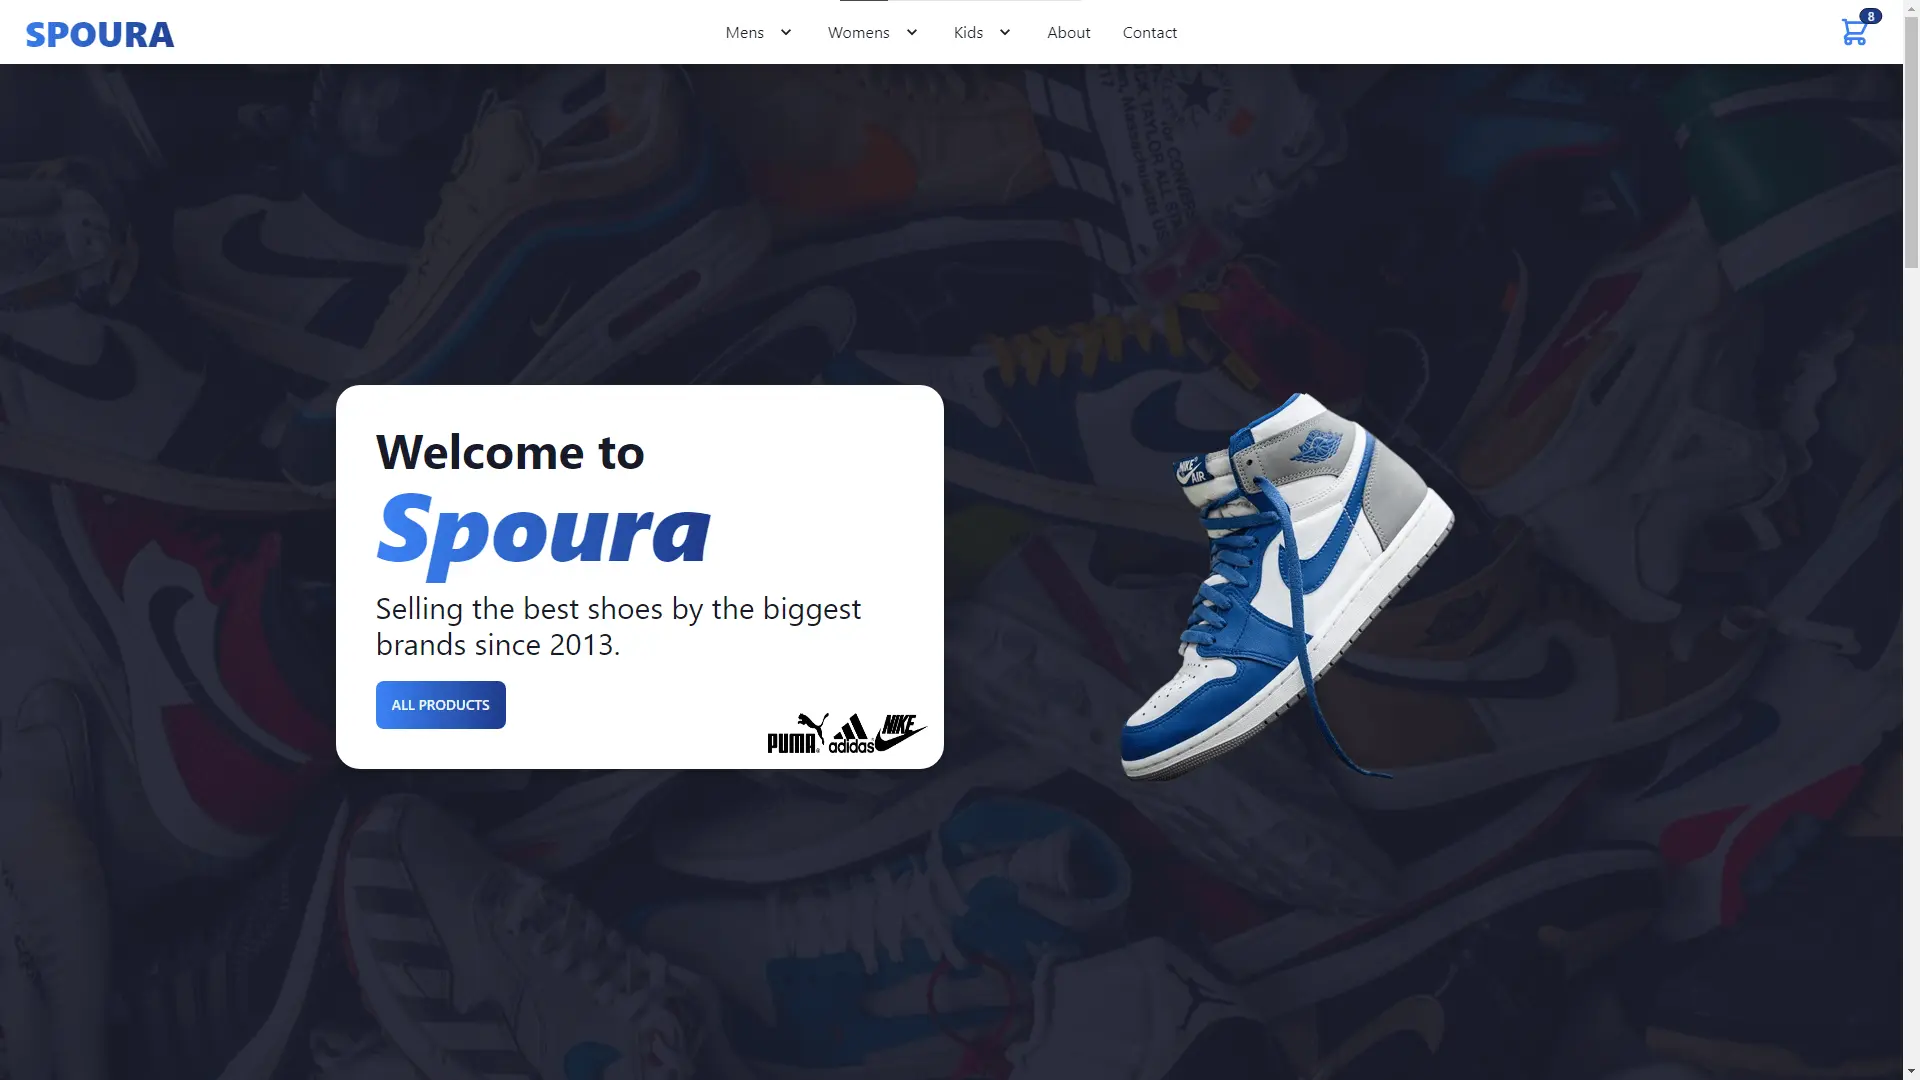 SPOURA
Mens
Womens
Kids
About
Contact
8
Welcome to
Spoura
Selling the best shoes by the biggest
brands since 2013.
ALL PRODUCTS
PUMA
adidas
NIKE
NIKE
AIR